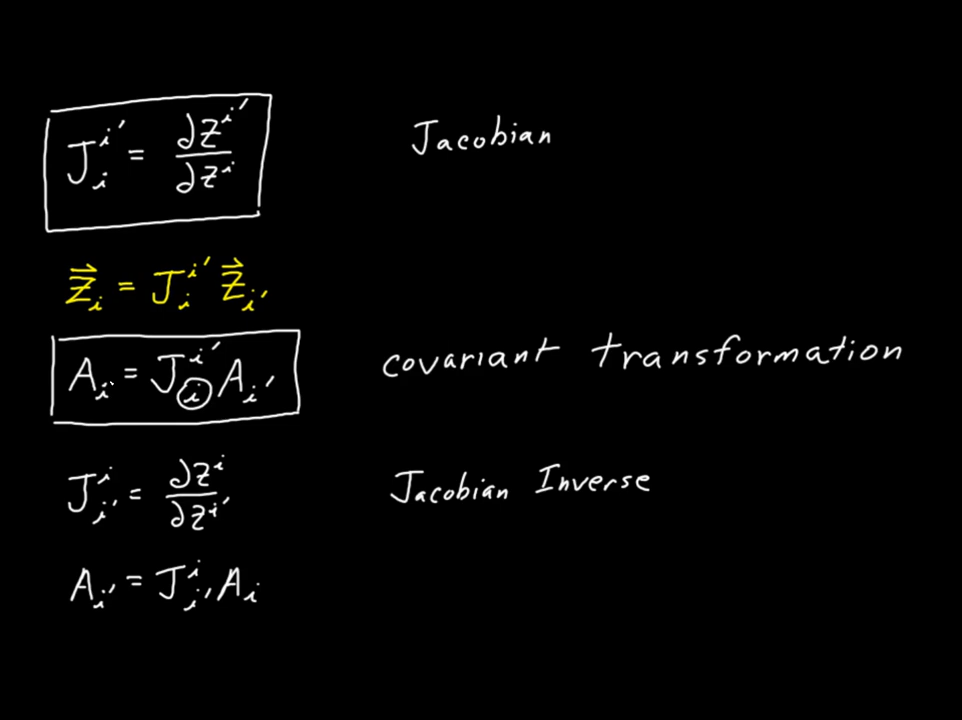 J_i^{i'} = ∂Z^{i'} / ∂Z^i Jacobian
Z⃗_i = J_i^{i'} Z⃗_{i'}
A_i = J_i^{i'} A_{i'} covariant transformation
J_{i'}^i = ∂Z^i / ∂Z^{i'} Jacobian Inverse
A_{i'} = J_{i'}^i A_i